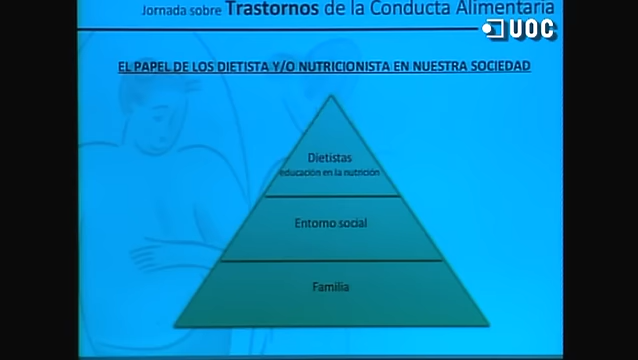 Jornada sobre Trastornos de la Conducta Alimentaria
UOC
EL PAPEL DE LOS DIETISTA Y/O NUTRICIONISTA EN NUESTRA SOCIEDAD
Dietistas
educación en la nutrición
Entorno social
Familia